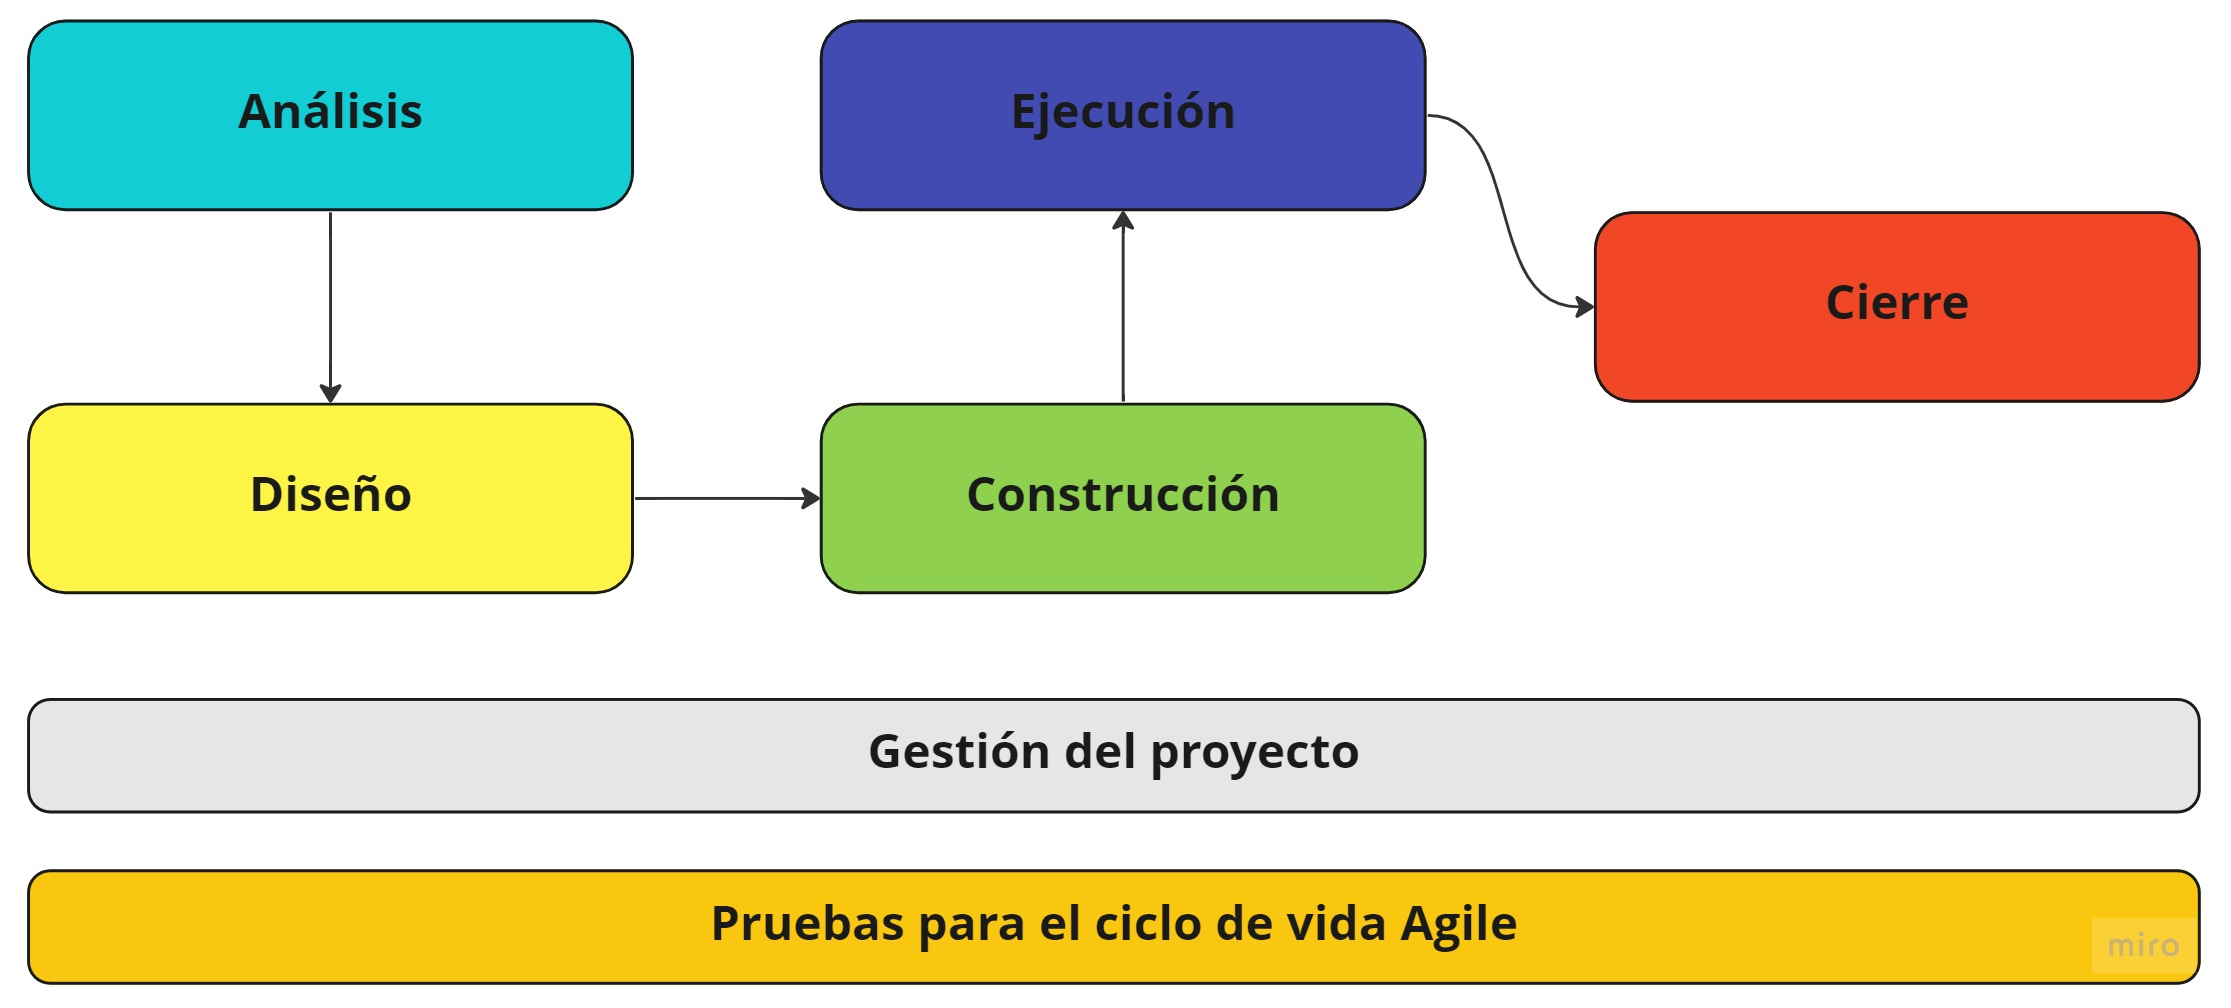 Análisis
Ejecución
Cierre
Diseño
Construcción
Gestión del proyecto
Pruebas para el ciclo de vida Agile
miro